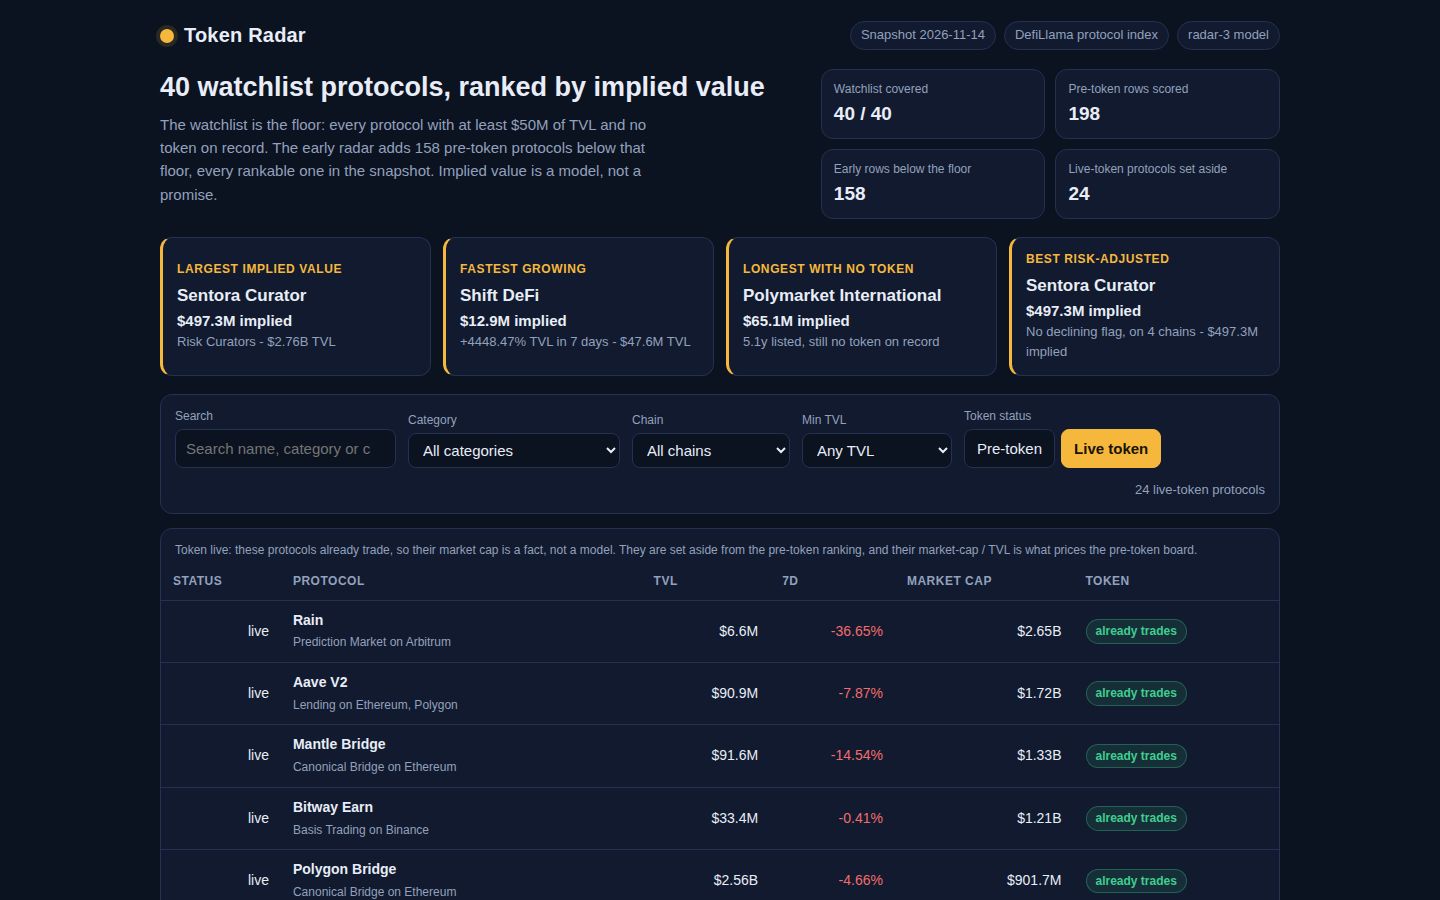 Token Radar
Snapshot 2026-11-14
DefiLlama protocol index
radar-3 model
40 watchlist protocols, ranked by implied value
The watchlist is the floor: every protocol with at least $50M of TVL and no
token on record. The early radar adds 158 pre-token protocols below that
floor, every rankable one in the snapshot. Implied value is a model, not a
promise.
Watchlist covered
40 / 40
Pre-token rows scored
198
Early rows below the floor
158
Live-token protocols set aside
24
LARGEST IMPLIED VALUE
Sentora Curator
$497.3M implied
Risk Curators - $2.76B TVL
FASTEST GROWING
Shift DeFi
$12.9M implied
+4448.47% TVL in 7 days - $47.6M TVL
LONGEST WITH NO TOKEN
Polymarket International
$65.1M implied
5.1y listed, still no token on record
BEST RISK-ADJUSTED
Sentora Curator
$497.3M implied
No declining flag, on 4 chains - $497.3M
implied
Search
Search name, category or c
Category
All categories
Chain
All chains
Min TVL
Any TVL
Token status
Pre-token
Live token
24 live-token protocols
Token live: these protocols already trade, so their market cap is a fact, not a model. They are set aside from the pre-token ranking, and their market-cap / TVL is what prices the pre-token board.
STATUS PROTOCOL TVL 7D MARKET CAP TOKEN
live Rain $6.6M -36.65% $2.65B already trades
Prediction Market on Arbitrum
live Aave V2 $90.9M -7.87% $1.72B already trades
Lending on Ethereum, Polygon
live Mantle Bridge $91.6M -14.54% $1.33B already trades
Canonical Bridge on Ethereum
live Bitway Earn $33.4M -0.41% $1.21B already trades
Basis Trading on Binance
live Polygon Bridge $2.56B -4.66% $901.7M already trades
Canonical Bridge on Ethereum